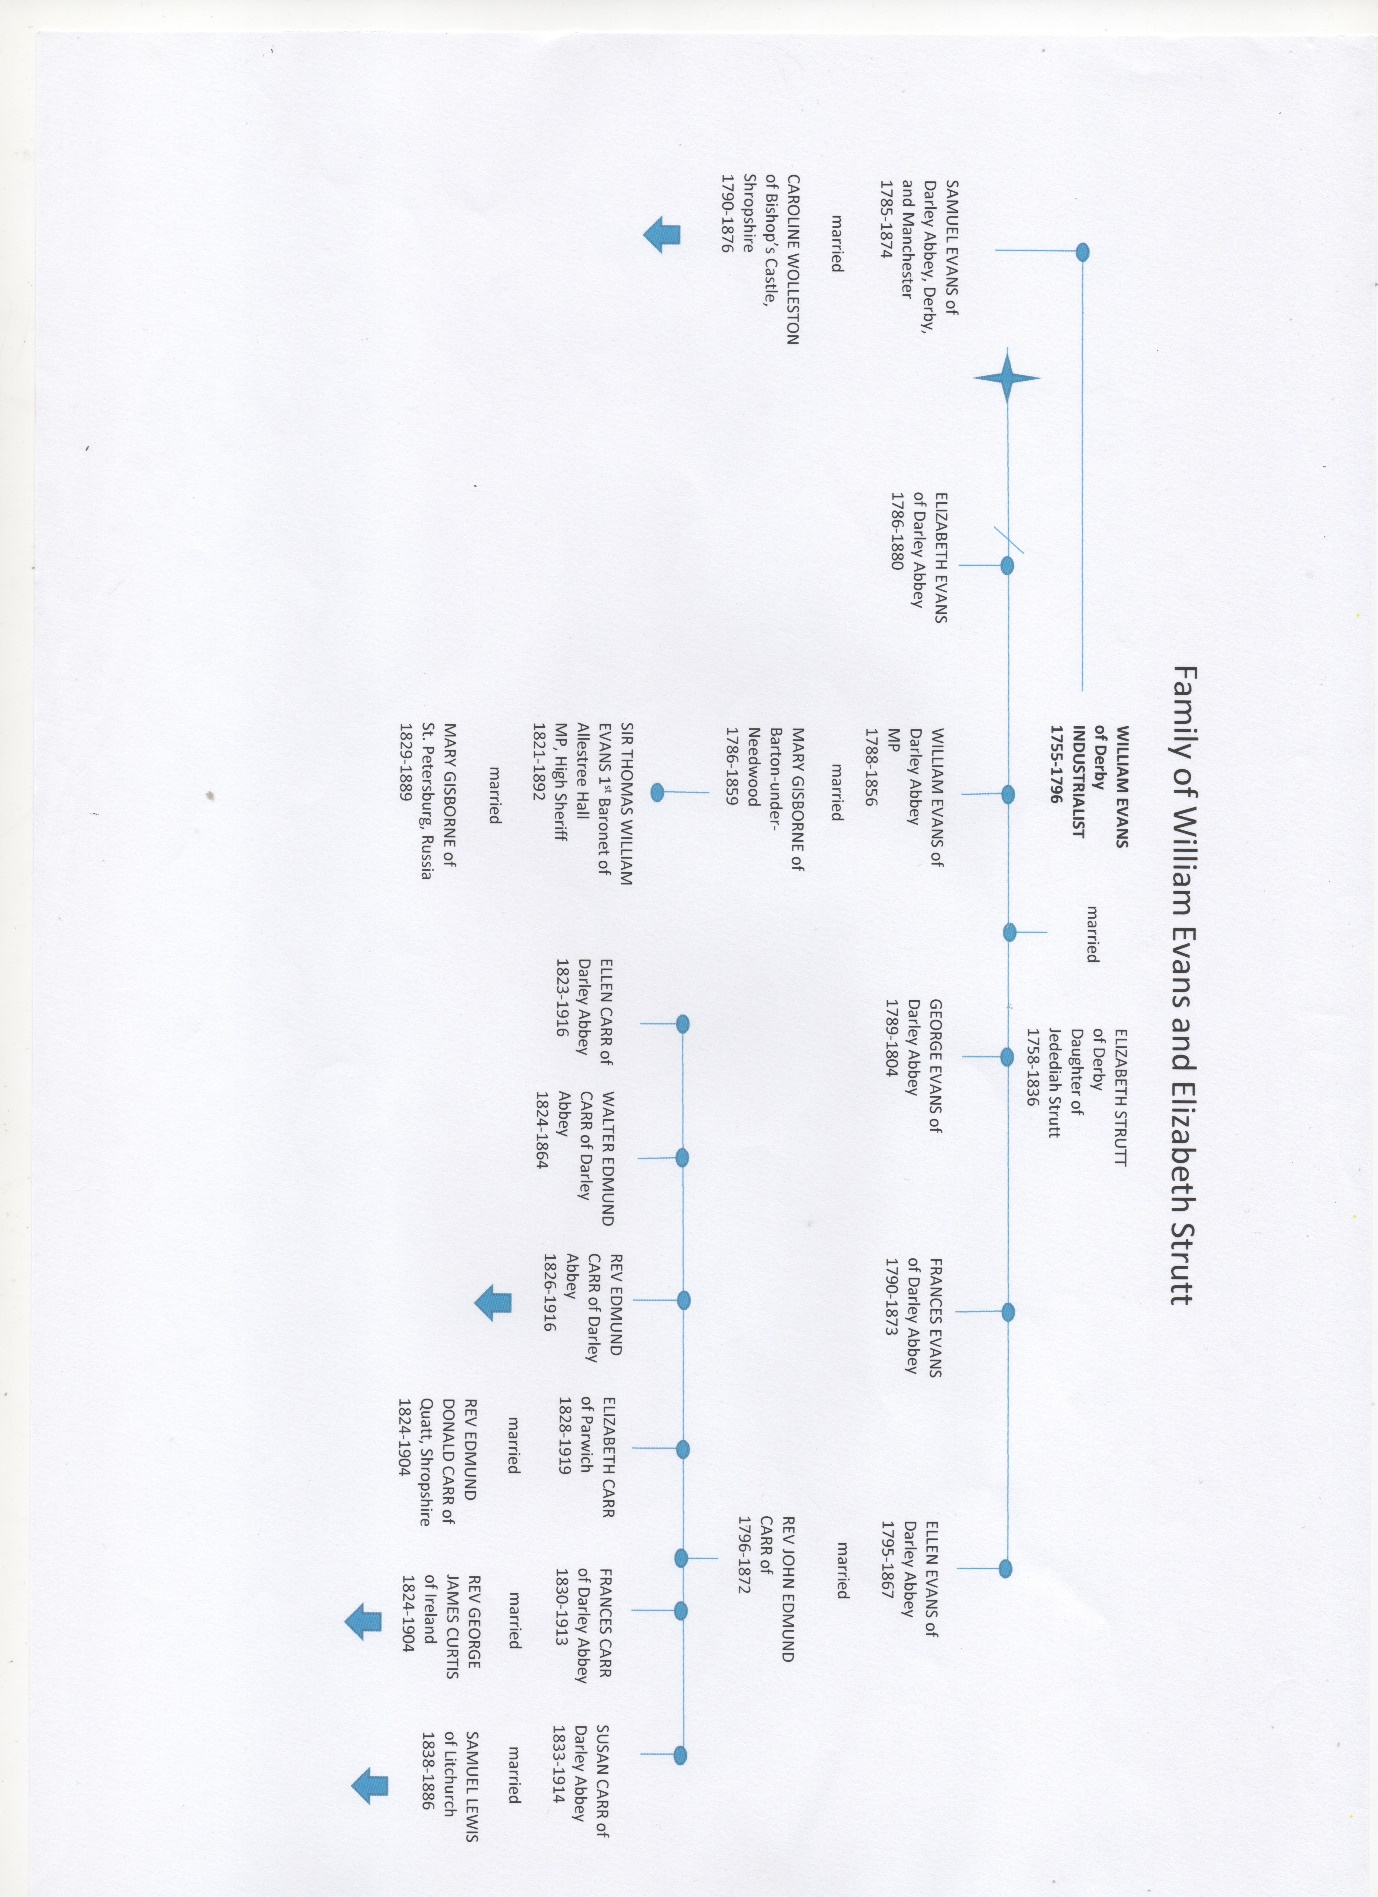 Family of William Evans and Elizabeth Strutt
WILLIAM EVANS
of Derby
INDUSTRIALIST
1755-1796
married
ELIZABETH STRUTT
of Derby
Daughter of
Jedediah Strutt
1758-1836
SAMUEL EVANS of
Darley Abbey, Derby,
and Manchester
1785-1874
married
CAROLINE WOLLESTON
of Bishop's Castle,
Shropshire
1790-1876
ELIZABETH EVANS
of Darley Abbey
1786-1880
WILLIAM EVANS of
Darley Abbey
MP
1788-1856
married
MARY GISBORNE of
Barton-under-
Needwood
1786-1859
GEORGE EVANS of
Darley Abbey
1789-1804
FRANCES EVANS
of Darley Abbey
1790-1873
ELLEN EVANS of
Darley Abbey
1795-1867
married
REV JOHN EDMUND
CARR of
1796-1872
SIR THOMAS WILLIAM
EVANS 1st Baronet of
Allestree Hall
MP, High Sheriff
1821-1892
married
MARY GISBORNE of
St. Petersburg, Russia
1829-1889
ELLEN CARR of
Darley Abbey
1823-1916
WALTER EDMUND
CARR of Darley
Abbey
1824-1864
REV EDMUND
CARR of Darley
Abbey
1826-1916
ELIZABETH CARR
of Parwich
1828-1919
married
REV EDMUND
DONALD CARR of
Quatt, Shropshire
1824-1904
FRANCES CARR
of Darley Abbey
1830-1913
married
REV GEORGE
JAMES CURTIS
of Ireland
1824-1904
SUSAN CARR of
Darley Abbey
1833-1914
married
SAMUEL LEWIS
of Litchurch
1838-1886